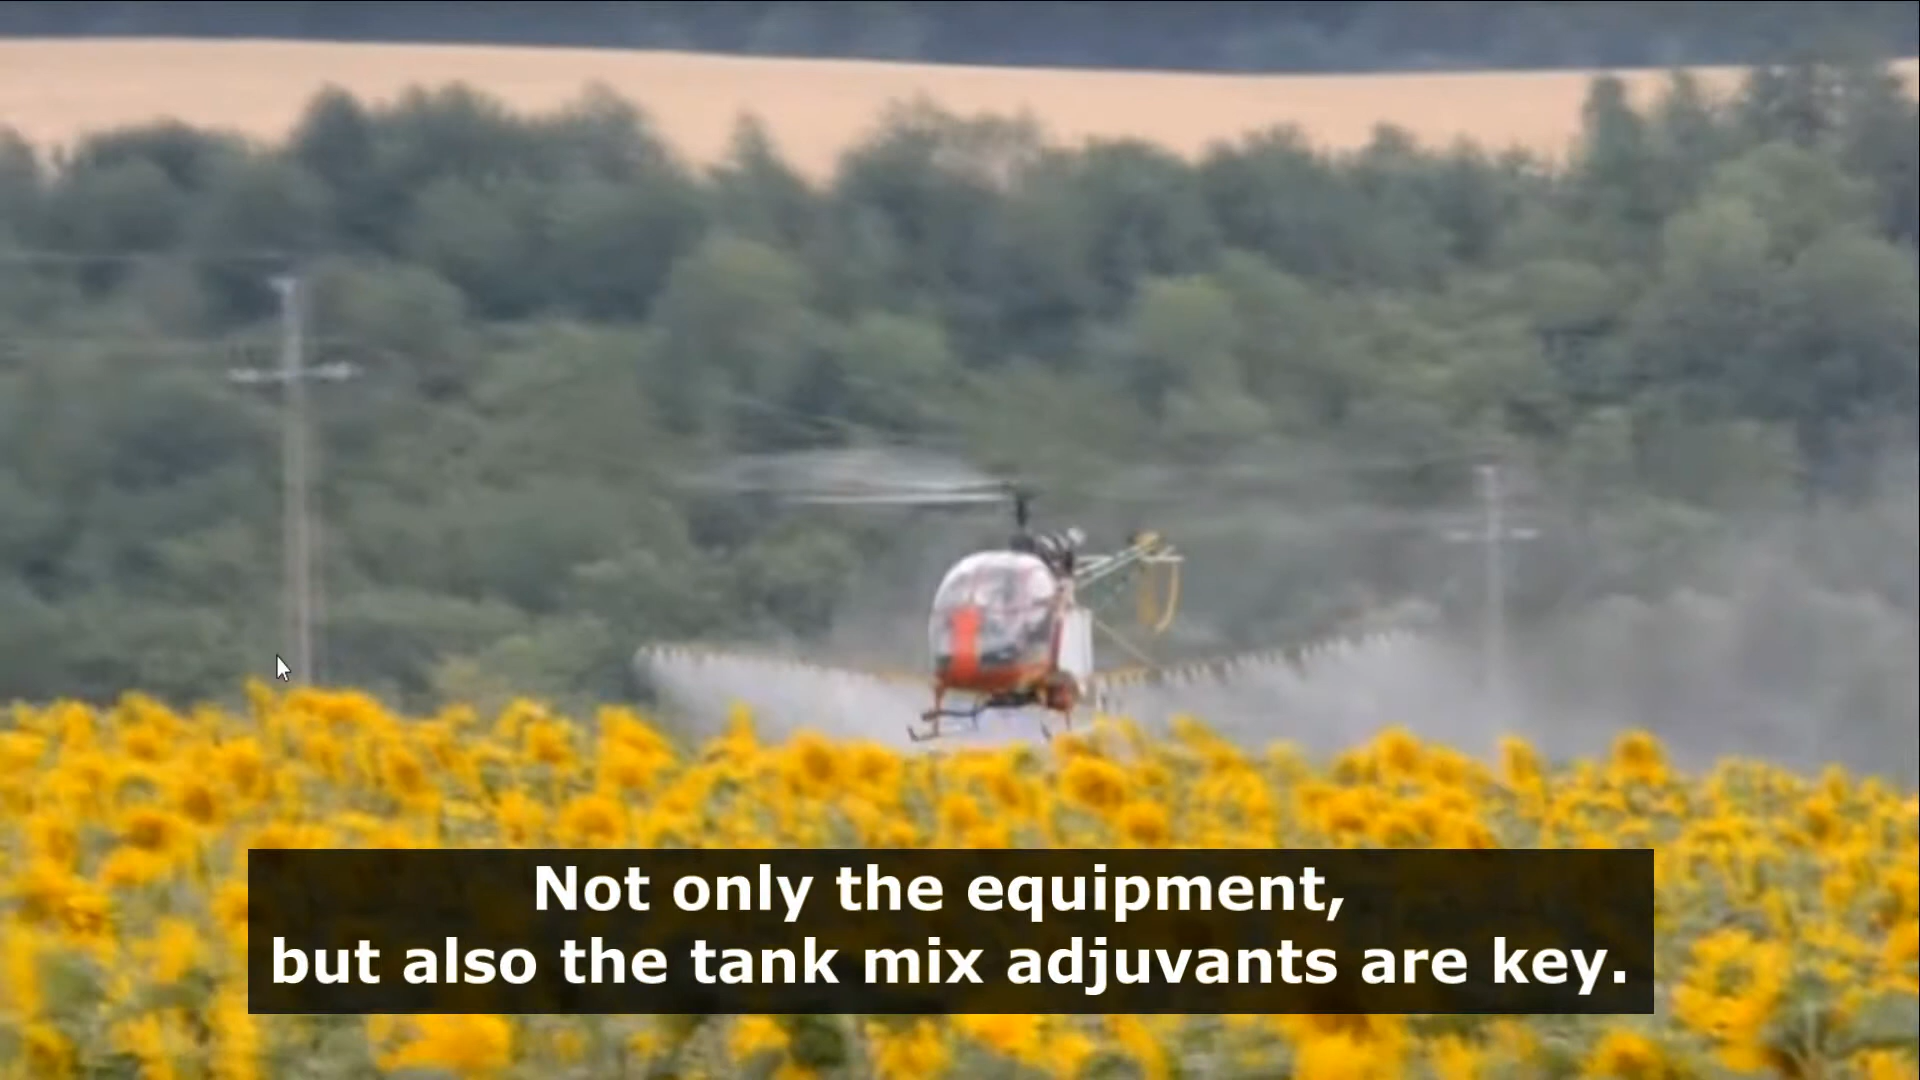 Not only the equipment,
but also the tank mix adjuvants are key.